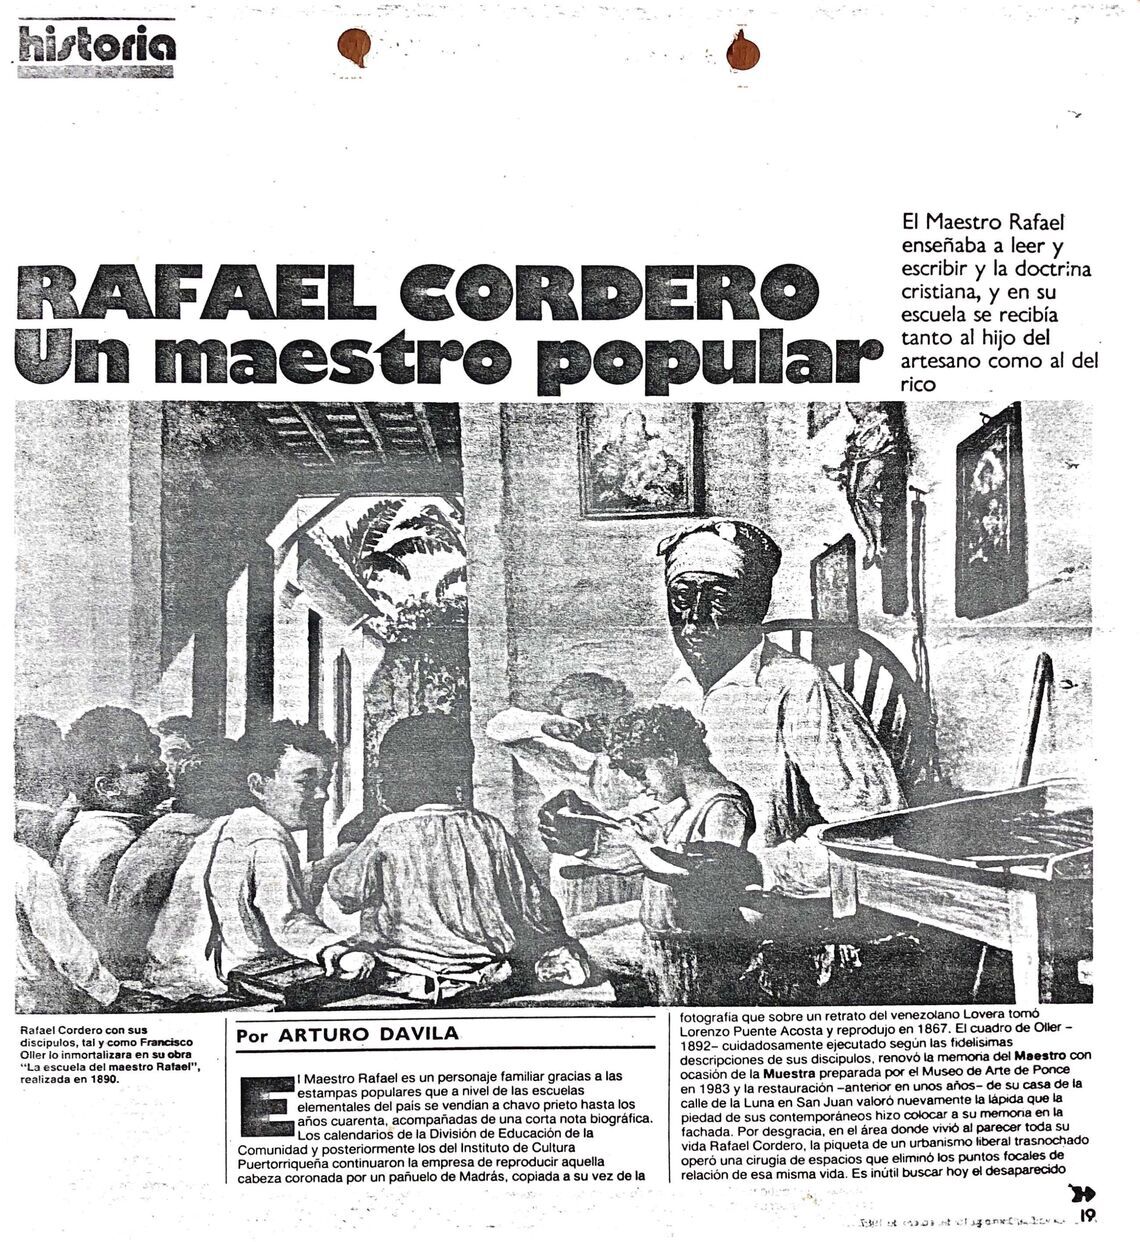 historia
El Maestro Rafael
enseñaba a leer y
escribir y la doctrina
cristiana, y en su
escuela se recibía
tanto al hijo del
artesano como al del
rico
RAFAEL CORDERO
Un maestro popular
Rafael Cordero con sus
discipulos, tal y como Francisco
Oller lo inmortalizara en su obra
"La escuela del maestro Rafael",
realizada en 1890.
Por ARTURO DAVILA
El Maestro Rafael es un personaje familiar gracias a las
estampas populares que a nivel de las escuelas
elementales del país se vendian a chavo prieto hasta los
años cuarenta, acompañadas de una corta nota biográfica.
Los calendarios de la División de Educación de la
Comunidad y posteriormente los del Instituto de Cultura
Puertorriqueña continuaron la empresa de reproducir aquella
cabeza coronada por un pañuelo de Madrás, copiada a su vez de la
fotografia que sobre un retrato del venezolano Lovera tomó
Lorenzo Puente Acosta y reprodujo en 1867. El cuadro de Oller –
1892– cuidadosamente ejecutado según las fidelisimas
descripciones de sus discipulos, renovó la memoria del Maestro con
ocasión de la Muestra preparada por el Museo de Arte de Ponce
en 1983 y la restauración –anterior en unos años– de su casa de la
calle de la Luna en San Juan valoró nuevamente la lápida que la
piedad de sus contemporáneos hizo colocar a su memoria en la
fachada. Por desgracia, en el área donde vivió al parecer toda su
vida Rafael Cordero, la piqueta de un urbanismo liberal trasnochado
operó una cirugia de espacios que eliminó los puntos focales de
relación de esa misma vida. Es inútil buscar hoy el desaparecido
19